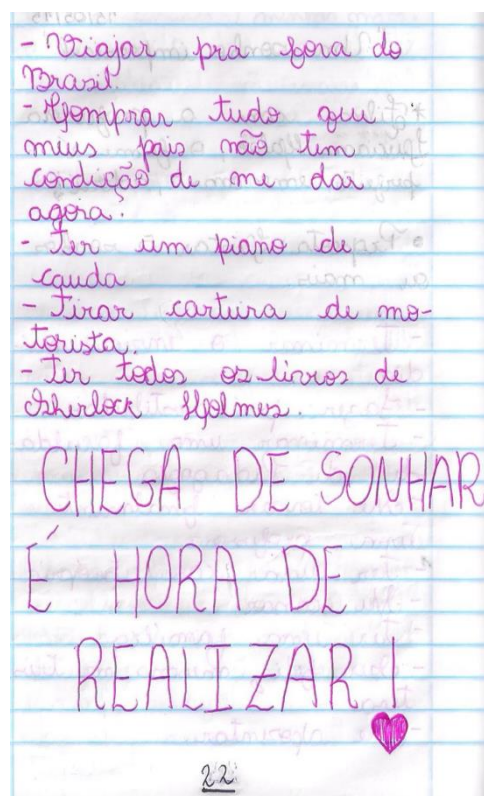 - Viajar pra fora do
Brasil.
- Comprar tudo que
meus pais não tem
condição de me dar
agora.
- Ter um piano de
cauda
- Tirar carteira de mo-
torista.
- Ter todos os livros de
Sherlock Holmes.
CHEGA DE SONHAR
É HORA DE
REALIZAR!
22